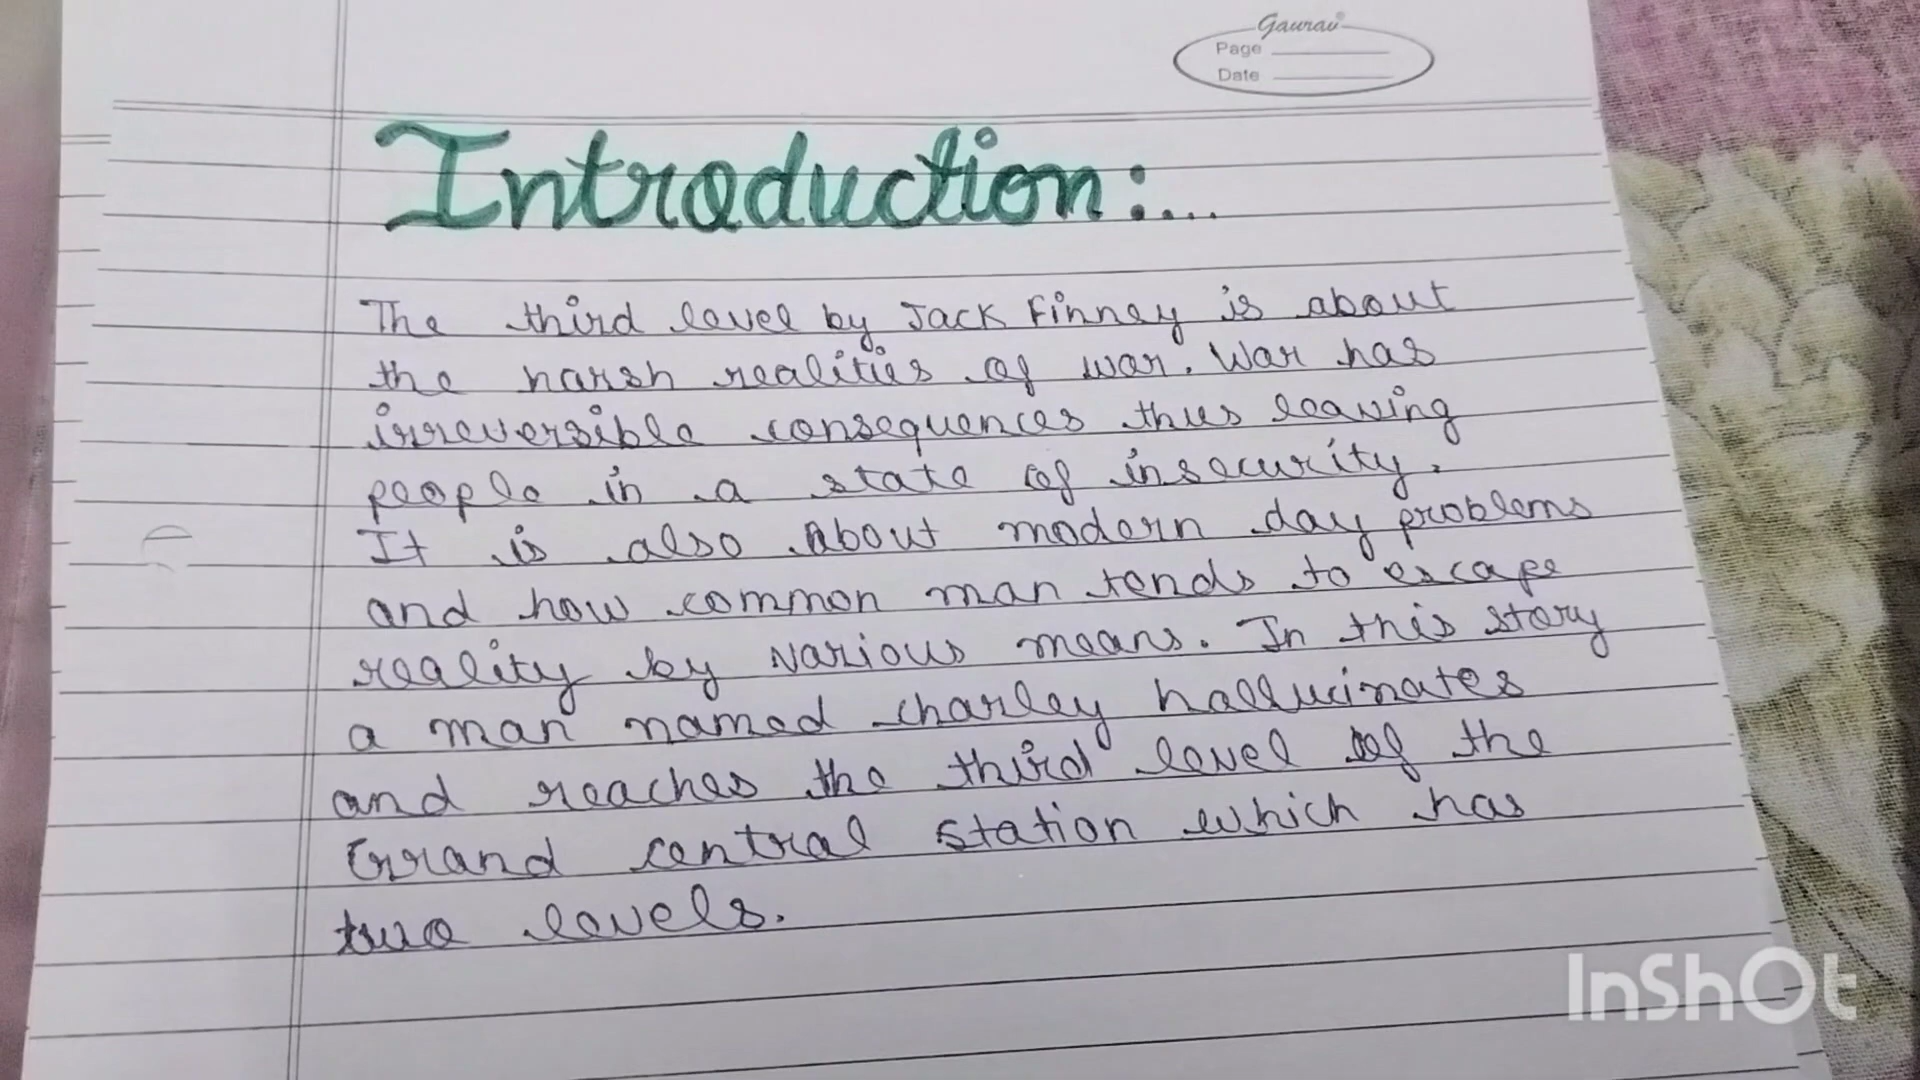 Gaurav
Page
Date
Introduction:...
The third level by Jack Finney is about
the harsh realities of war. War has
irreversible consequences thus leaving
people in a state of insecurity.
It is also about modern day problems
and how common man tends to escape
reality by various means. In this story
a man named charley hallucinates
and reaches the third level of the
Grand central station which has
two levels.
InShOt